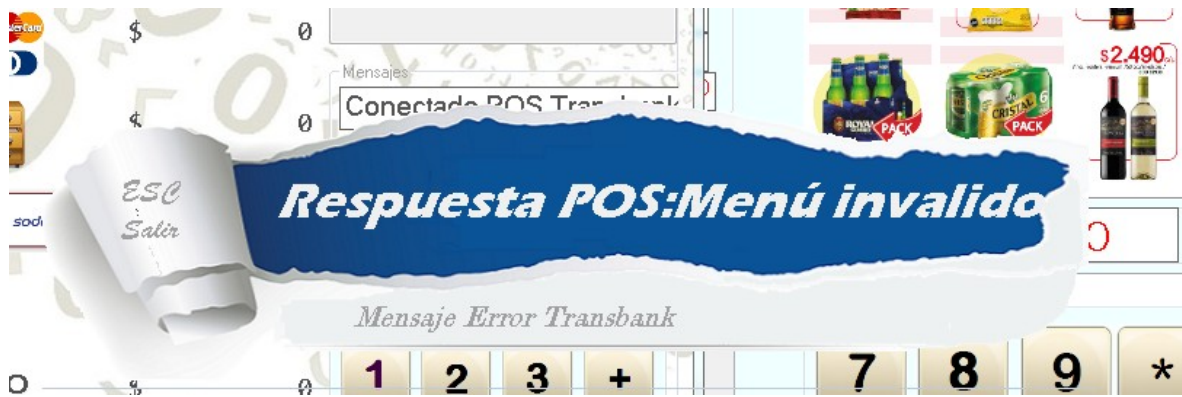 $ 0
Mensajes
$2.490
$ 0
Conectado POS
CRISTAL 6
ROYAL
PACK
PACK
ESC
Salir
Respuesta POS:Menú invalido
Mensaje Error Transbank
O
1 2 3 + 7 8 9 *
O $ 0